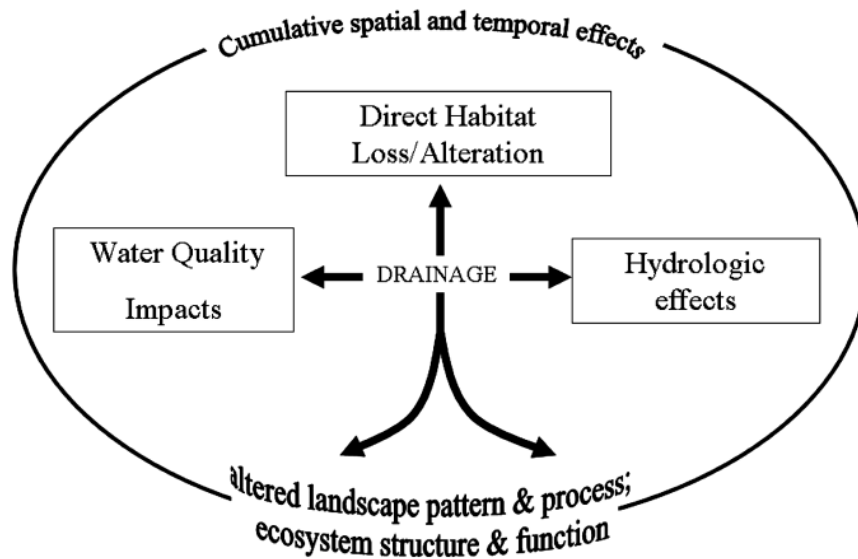 Cumulative spatial and temporal effects
Direct Habitat
Loss/Alteration
Water Quality
Impacts
DRAINAGE
Hydrologic
effects
altered landscape pattern & process;
ecosystem structure & function